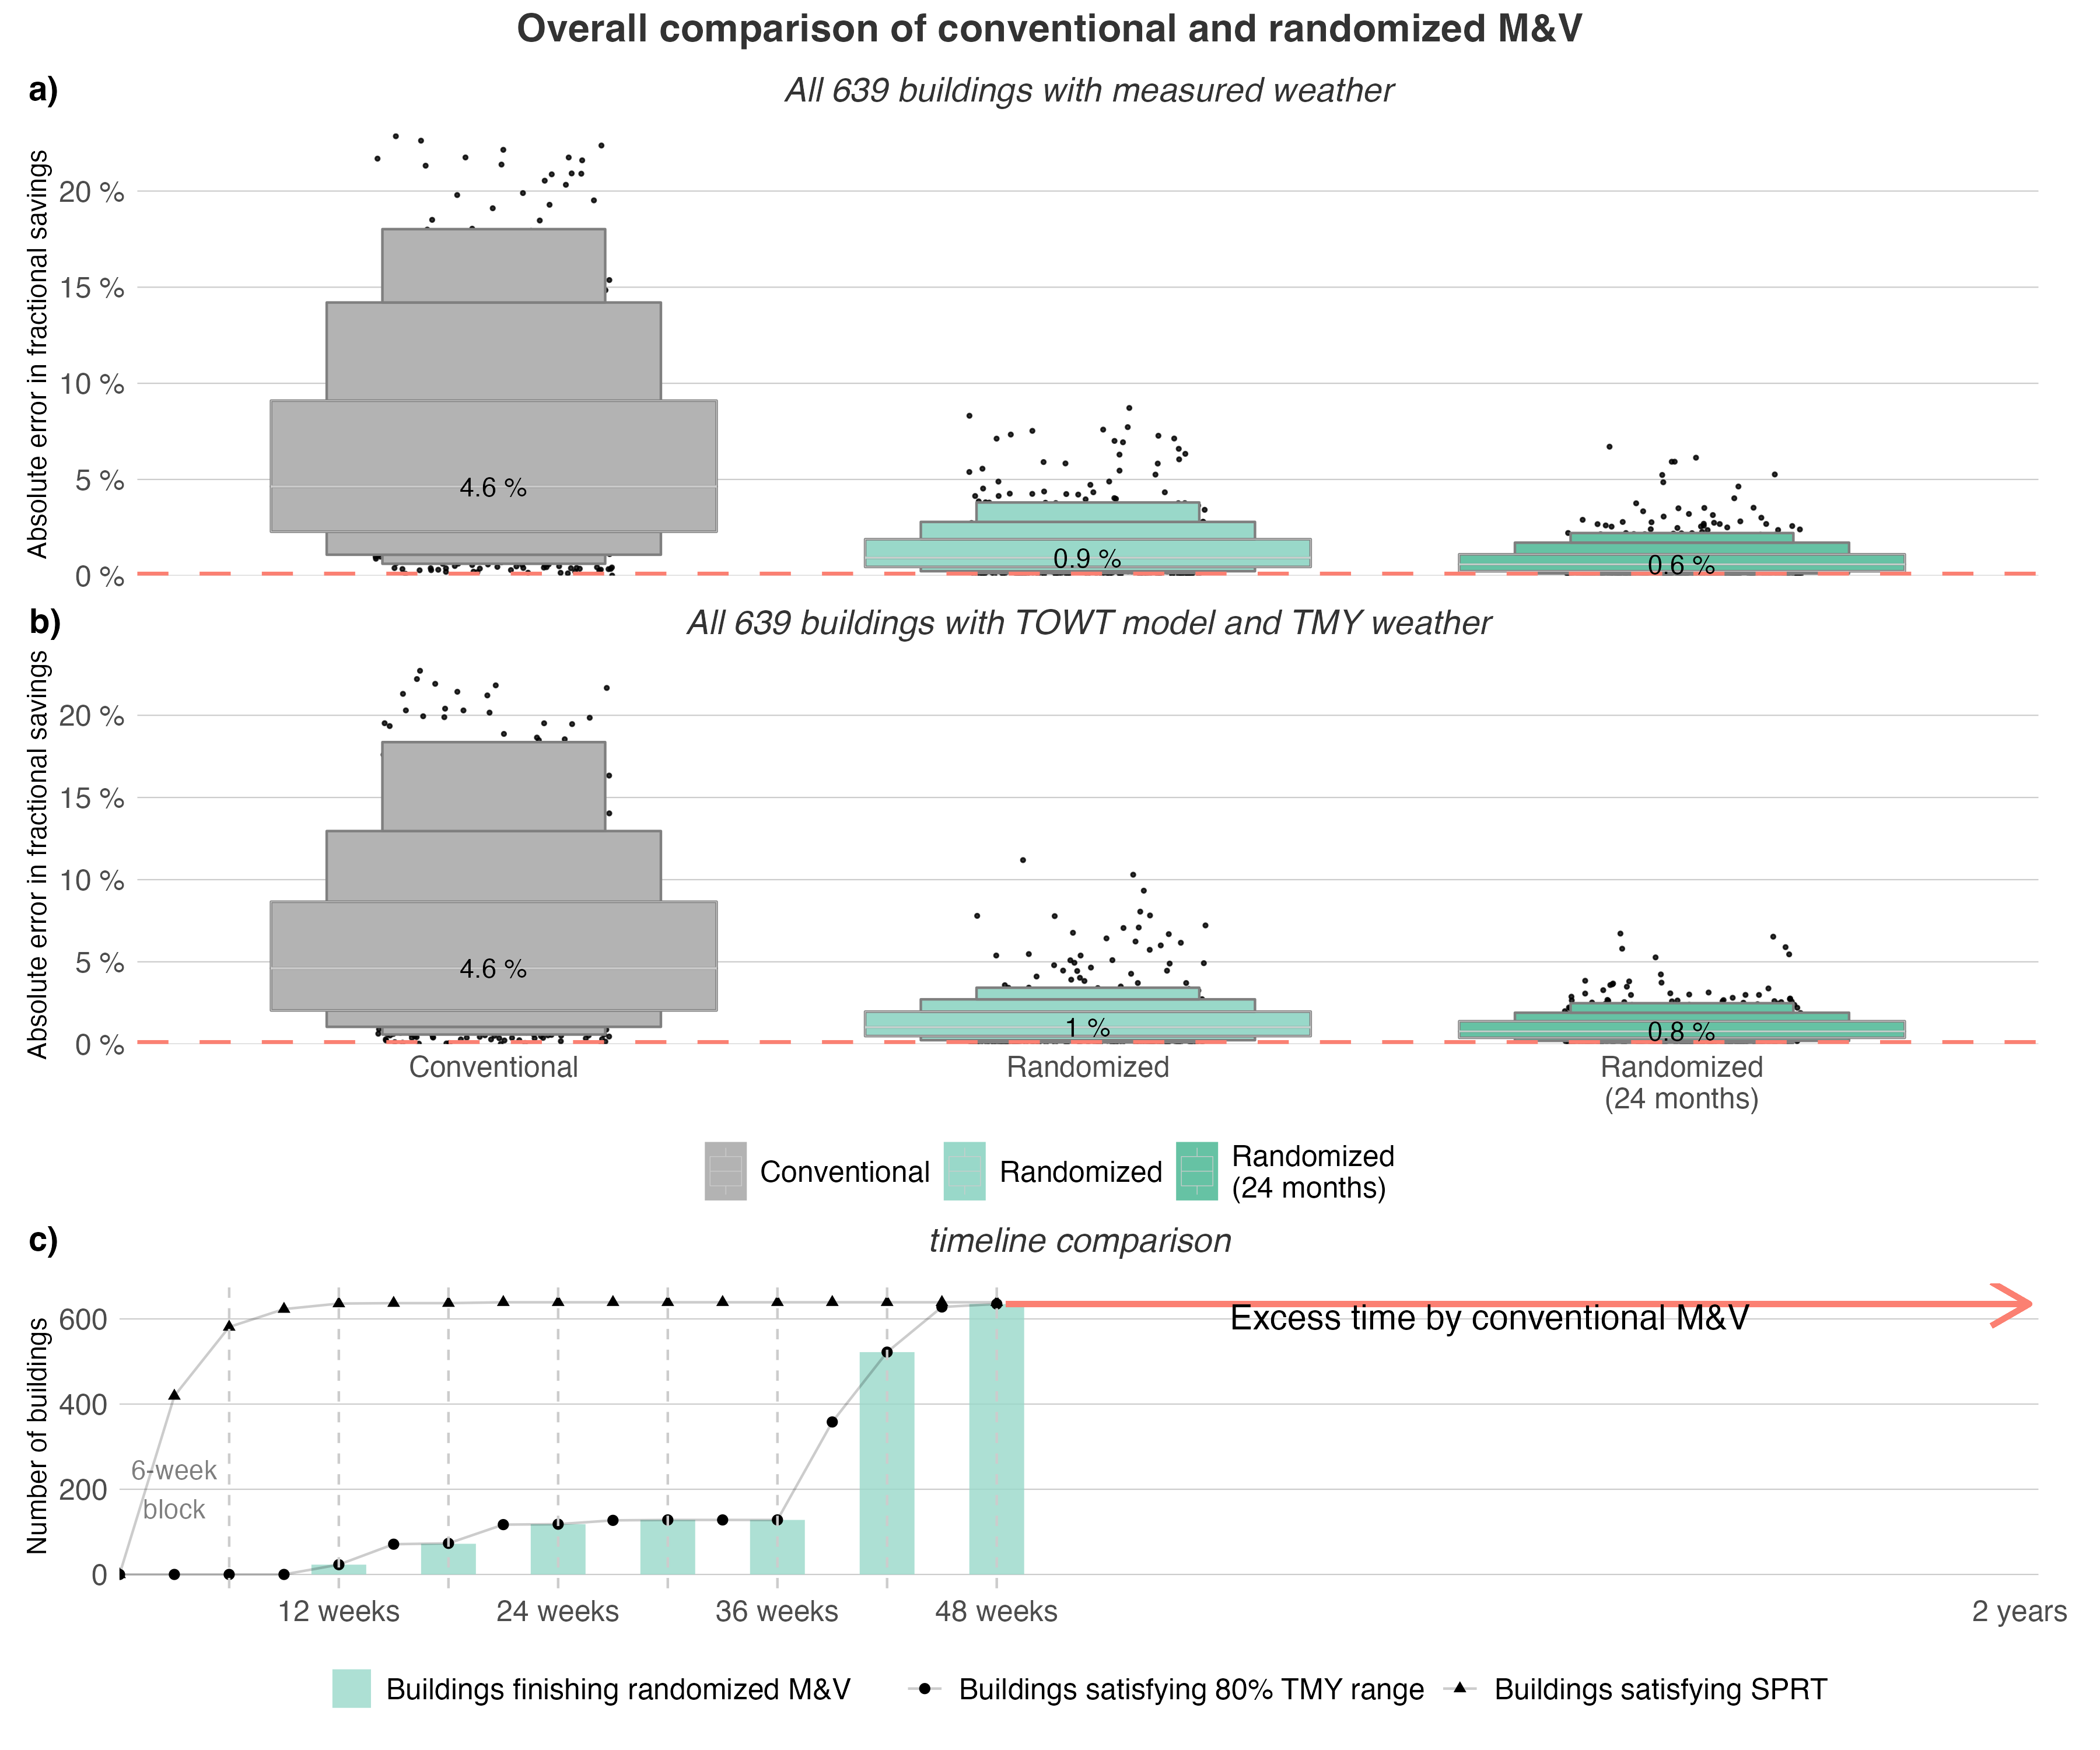 Overall comparison of conventional and randomized M&V
a)
All 639 buildings with measured weather
Absolute error in fractional savings
20 %
15 %
10 %
5 %
0 %
4.6 %
0.9 %
0.6 %
b)
All 639 buildings with TOWT model and TMY weather
Absolute error in fractional savings
20 %
15 %
10 %
5 %
0 %
4.6 %
1 %
0.8 %
Conventional
Randomized
Randomized
(24 months)
Conventional
Randomized
Randomized
(24 months)
c)
timeline comparison
Number of buildings
600
400
200
0
6-week
block
Excess time by conventional M&V
12 weeks
24 weeks
36 weeks
48 weeks
2 years
Buildings finishing randomized M&V
Buildings satisfying 80% TMY range
Buildings satisfying SPRT